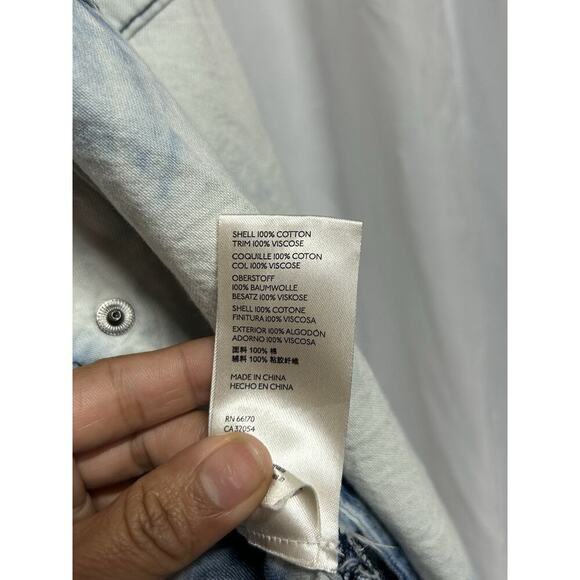 SHELL 100% COTTON
TRIM 100% VISCOSE
COQUILLE 100% COTON
COL 100% VISCOSE
OBERSTOFF
100% BAUMWOLLE
BESATZ 100% VISKOSE
SHELL 100% COTONE
FINITURA 100% VISCOSA
EXTERIOR 100% ALGODÓN
ADORNO 100% VISCOSA
面料 100% 棉
辅料 100% 粘胶纤维
MADE IN CHINA
HECHO EN CHINA
RN 66170
CA 32054